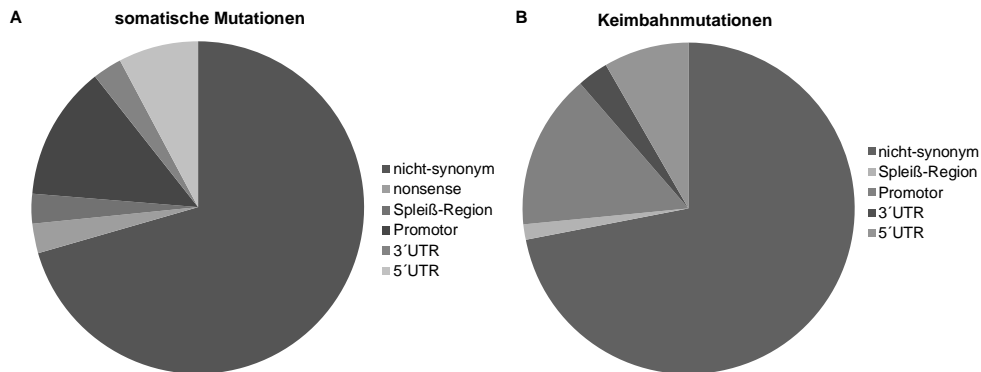 A
somatische Mutationen
nicht-synonym
nonsense
Spleiß-Region
Promotor
3´UTR
5´UTR
B
Keimbahnmutationen
nicht-synonym
Spleiß-Region
Promotor
3´UTR
5´UTR